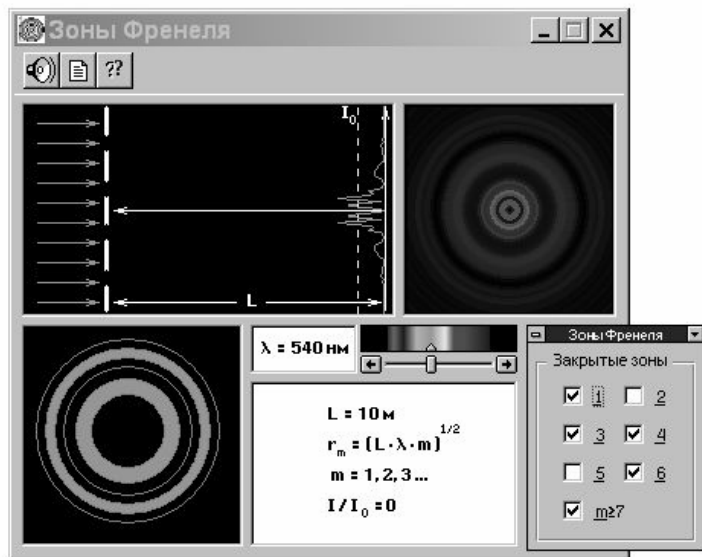 Зоны Френеля
??
I₀
L
λ = 540 нм
L = 10 м
rₘ = (L·λ·m)^1/2
m = 1,2,3...
I/I₀ = 0
Зоны Френеля
Закрытые зоны
1 2
3 4
5 6
m≥7